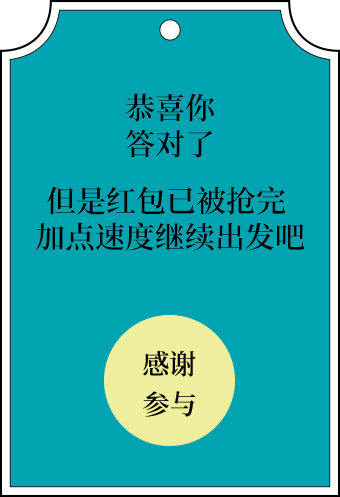 恭喜你
答对了
但是红包已被抢完
加点速度继续出发吧
感谢
参与